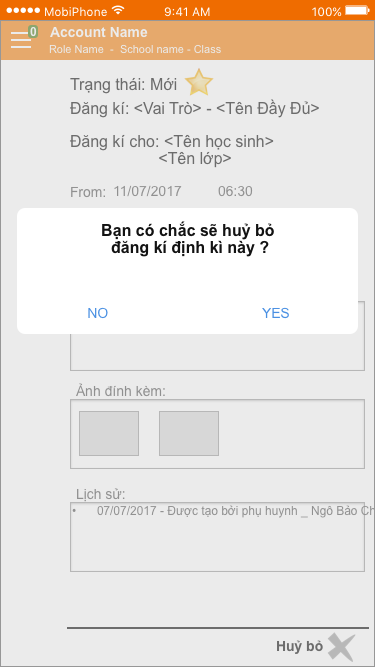 MobiPhone 9:41 AM 100%
0 Account Name
Role Name - School name - Class
Trạng thái: Mới
Đăng kí: <Vai Trò> - <Tên Đầy Đủ>
Đăng kí cho: <Tên học sinh>
<Tên lớp>
From: 11/07/2017 06:30
Bạn có chắc sẽ huỷ bỏ
đăng kí định kì này ?
NO YES
Ảnh đính kèm:
Lịch sử:
• 07/07/2017 - Được tạo bởi phụ huynh _ Ngô Bảo Ch
Huỷ bỏ